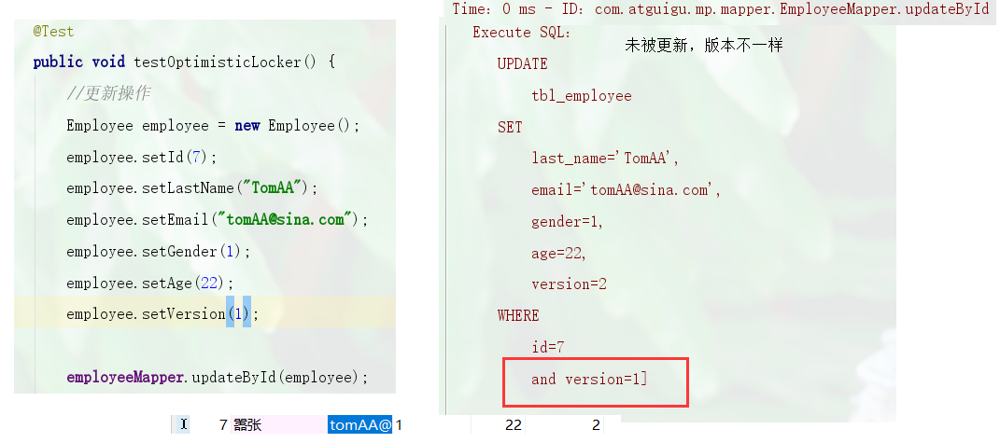 @Test
public void testOptimisticLocker() {
//更新操作
Employee employee = new Employee();
employee.setId(7);
employee.setLastName("TomAA");
employee.setEmail("tomAA@sina.com");
employee.setGender(1);
employee.setAge(22);
employee.setVersion(1);
employeeMapper.updateById(employee);
Time: 0 ms - ID: com.atguigu.mp.mapper.EmployeeMapper.updateById
Execute SQL:
未被更新，版本不一样
UPDATE
tbl_employee
SET
last_name='TomAA',
email='tomAA@sina.com',
gender=1,
age=22,
version=2
WHERE
id=7
and version=1]
7 嚣张 tomAA@ 1 22 2